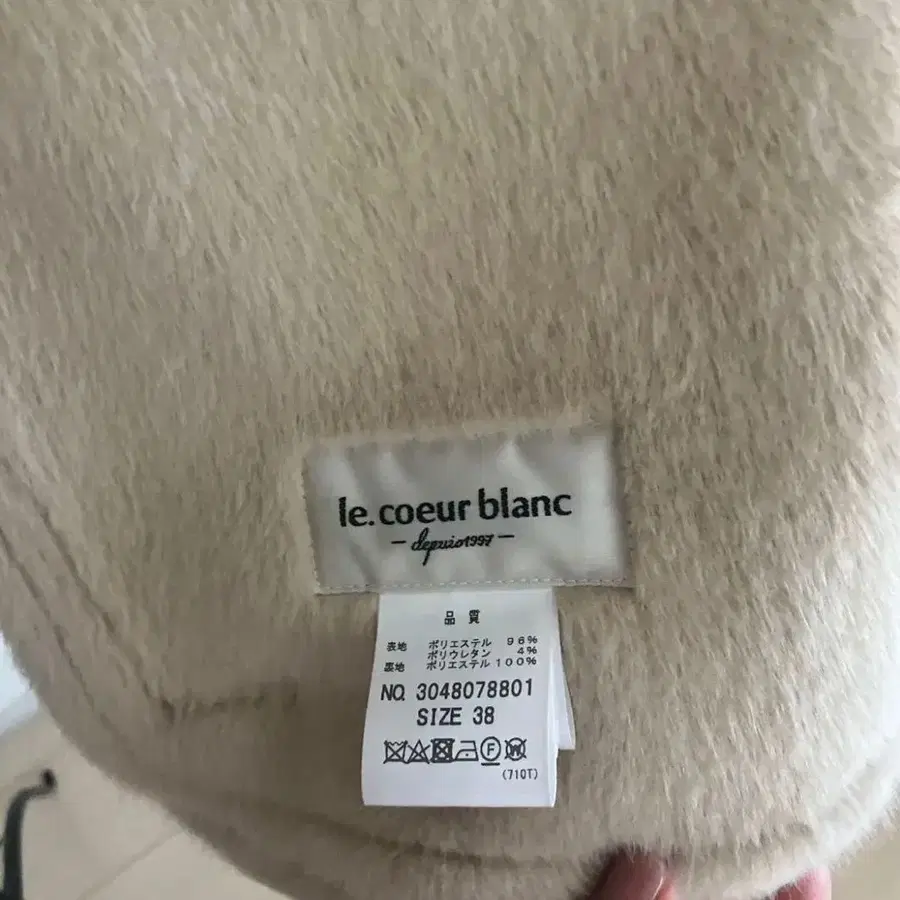 le.coeur blanc
- depuis1997 -
品 質
表地 ポリエステル 96%
ポリウレタン 4%
裏地 ポリエステル 100%
NO. 3048078801
SIZE 38
F W
(710T)